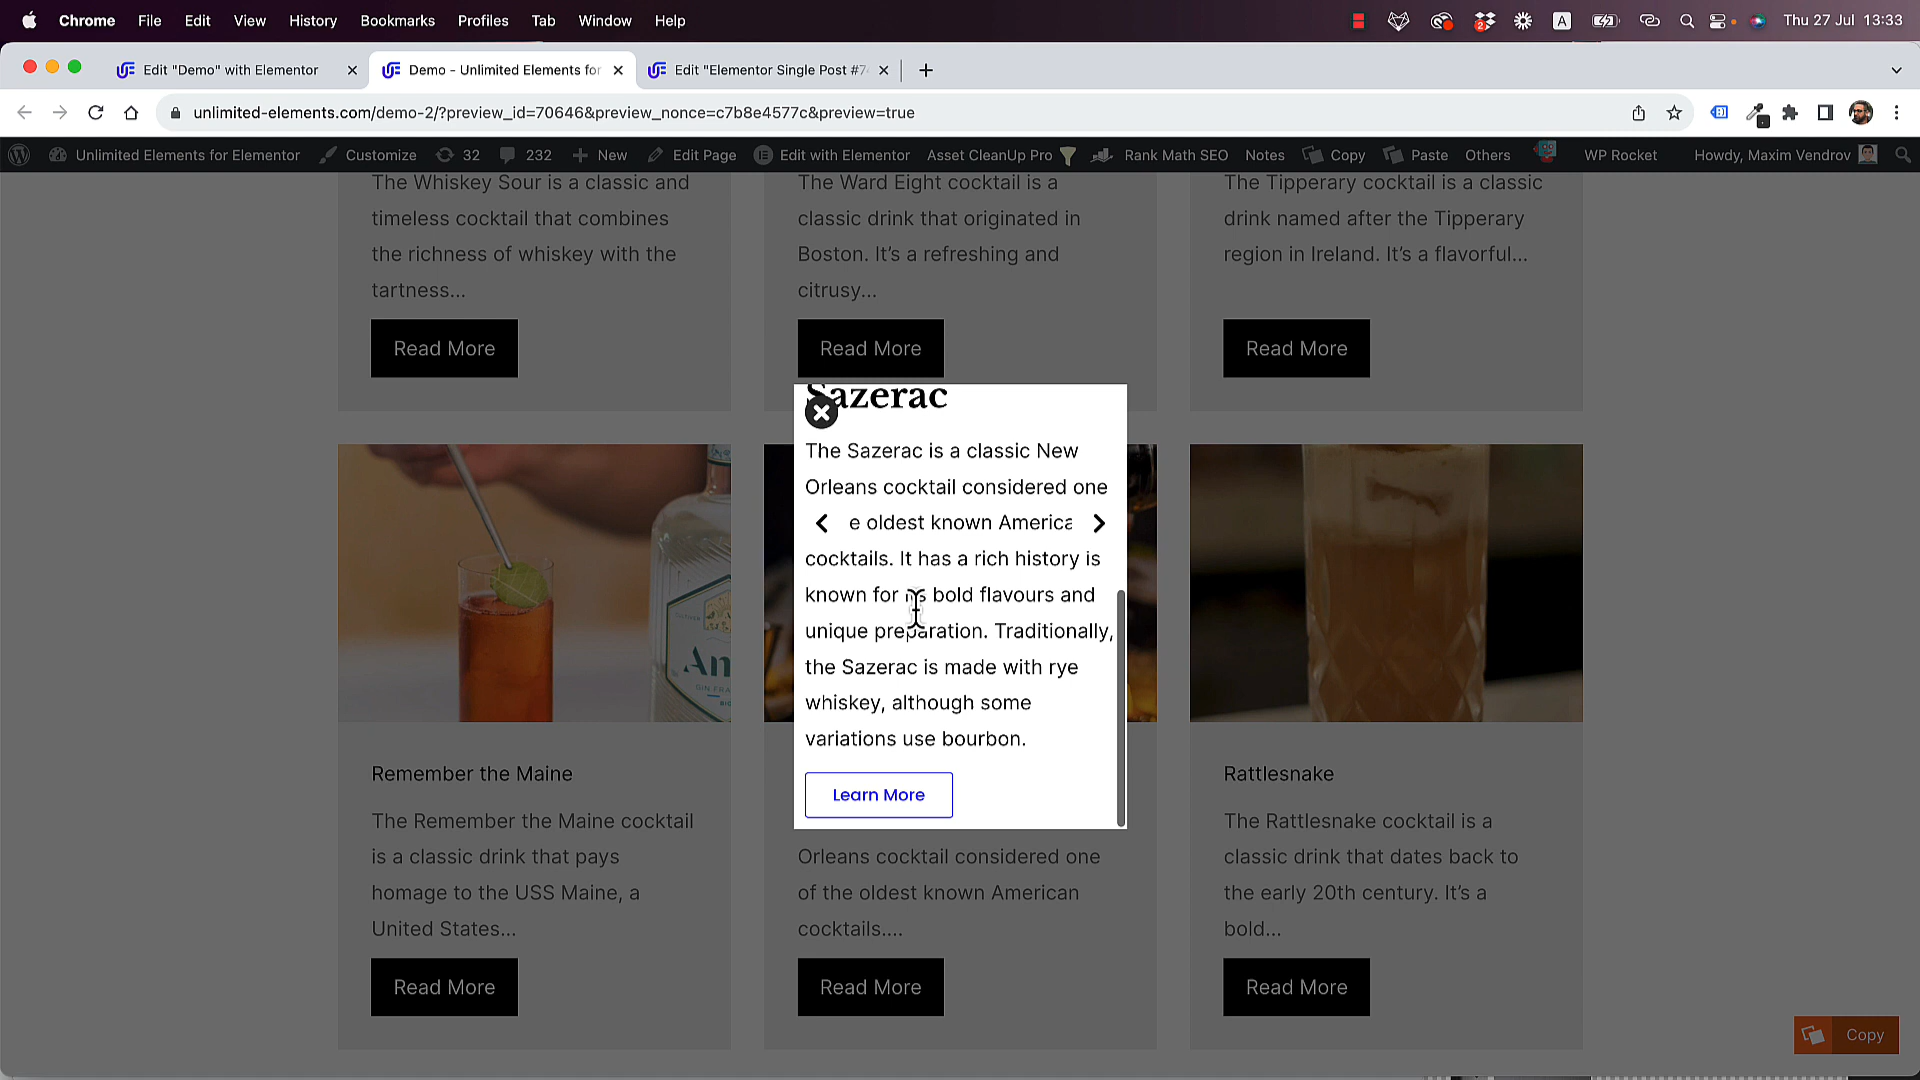 Chrome File Edit View History Bookmarks Profiles Tab Window Help
2 A Thu 27 Jul 13:33
Edit "Demo" with Elementor
Demo - Unlimited Elements for
Edit "Elementor Single Post #7
unlimited-elements.com/demo-2/?preview_id=70646&preview_nonce=c7b8e4577c&preview=true
Unlimited Elements for Elementor Customize 32 232 New Edit Page Edit with Elementor Asset CleanUp Pro Rank Math SEO Notes Copy Paste Others WP Rocket Howdy, Maxim Vendrov
The Whiskey Sour is a classic and
timeless cocktail that combines
the richness of whiskey with the
tartness...
Read More
The Ward Eight cocktail is a
classic drink that originated in
Boston. It's a refreshing and
citrusy...
Read More
The Tipperary cocktail is a classic
drink named after the Tipperary
region in Ireland. It's a flavorful...
Read More
Sazerac
The Sazerac is a classic New
Orleans cocktail considered one
e oldest known America
cocktails. It has a rich history is
known for its bold flavours and
unique preparation. Traditionally,
the Sazerac is made with rye
whiskey, although some
variations use bourbon.
Learn More
Remember the Maine
The Remember the Maine cocktail
is a classic drink that pays
homage to the USS Maine, a
United States...
Read More
Orleans cocktail considered one
of the oldest known American
cocktails....
Read More
Rattlesnake
The Rattlesnake cocktail is a
classic drink that dates back to
the early 20th century. It's a
bold...
Read More
Copy